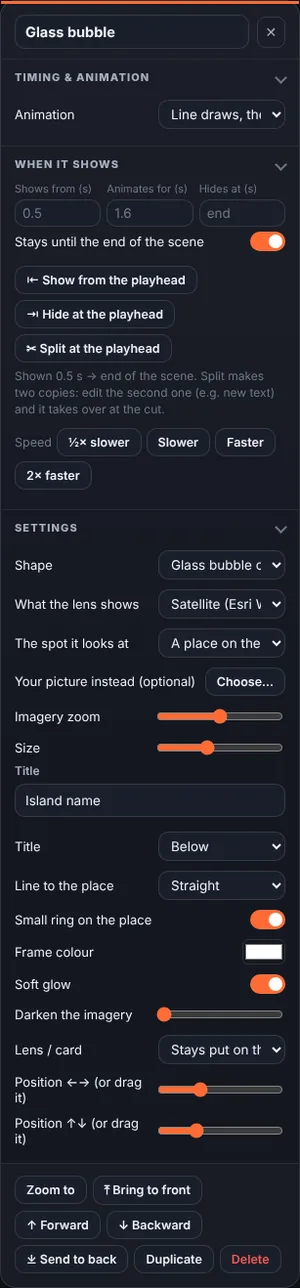 Glass bubble ×
TIMING & ANIMATION
Animation Line draws, the
WHEN IT SHOWS
Shows from (s) Animates for (s) Hides at (s)
0.5 1.6 end
Stays until the end of the scene
⇤ Show from the playhead
⇥ Hide at the playhead
✂ Split at the playhead
Shown 0.5 s → end of the scene. Split makes
two copies: edit the second one (e.g. new text)
and it takes over at the cut.
Speed ½× slower Slower Faster
2× faster
SETTINGS
Shape Glass bubble c
What the lens shows Satellite (Esri W
The spot it looks at A place on the
Your picture instead (optional) Choose...
Imagery zoom
Size
Title
Island name
Title Below
Line to the place Straight
Small ring on the place
Frame colour
Soft glow
Darken the imagery
Lens / card Stays put on th
Position ←→ (or drag
it)
Position ↑↓ (or drag
it)
Zoom to ⤒ Bring to front
↑ Forward ↓ Backward
⤓ Send to back Duplicate Delete